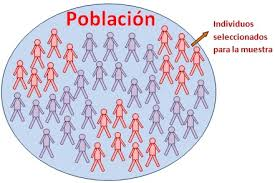 Población
Individuos
seleccionados
para la muestra